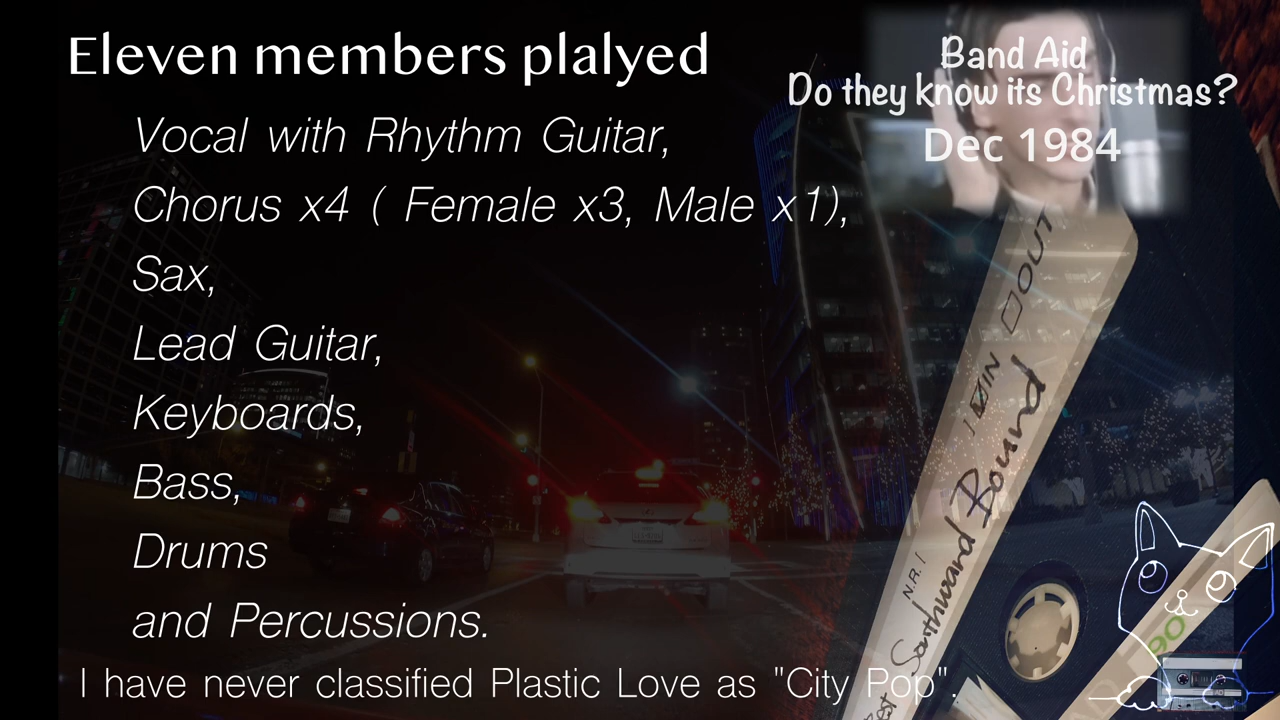 Eleven members plalyed
Vocal with Rhythm Guitar,
Chorus x4 ( Female x3, Male x1),
Sax,
Lead Guitar,
Keyboards,
Bass,
Drums
and Percussions.
I have never classified Plastic Love as "City Pop".
Band Aid
Do they know its Christmas?
Dec 1984
IN OUT
N.R.
Southward Bound
90